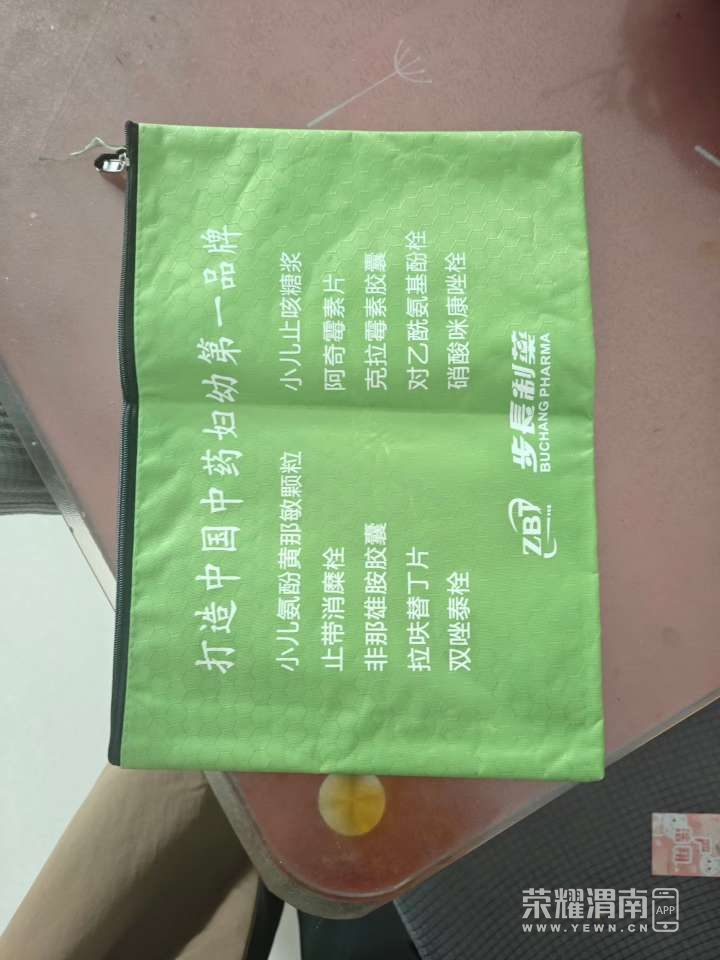 打造中国中药妇幼第一品牌
小儿氨酚黄那敏颗粒 小儿止咳糖浆
止带消糜栓 阿奇霉素片
非那雄胺胶囊 克拉霉素胶囊
拉呋替丁片 对乙酰氨基酚栓
双唑泰栓 硝酸咪康唑栓
ZBT 步長制薬
BUCHANG PHARMA
荣耀渭南 APP
WWW.YEWN.CN